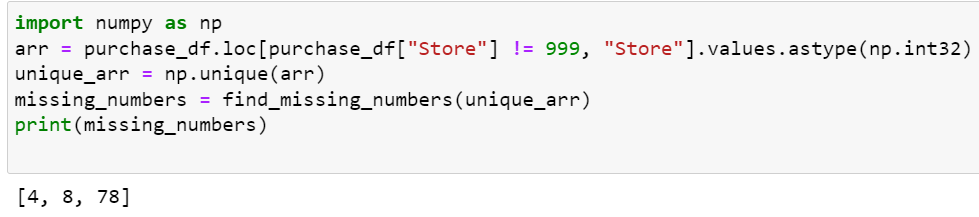 import numpy as np
arr = purchase_df.loc[purchase_df["Store"] != 999, "Store"].values.astype(np.int32)
unique_arr = np.unique(arr)
missing_numbers = find_missing_numbers(unique_arr)
print(missing_numbers)
[4, 8, 78]